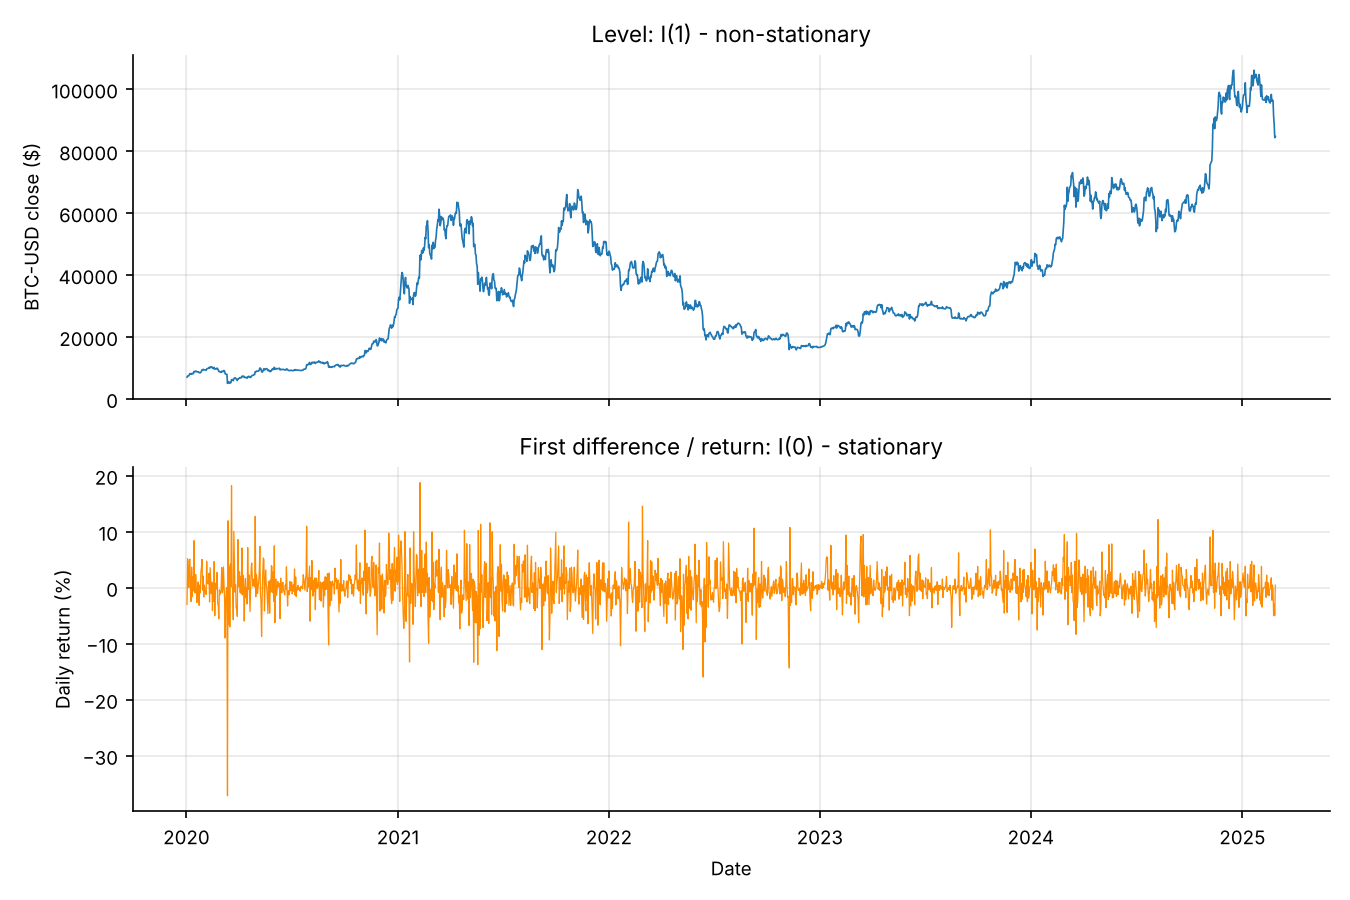 Level: I(1) - non-stationary
BTC-USD close ($)
100000
80000
60000
40000
20000
0
First difference / return: I(0) - stationary
Daily return (%)
20
10
0
−10
−20
−30
2020 2021 2022 2023 2024 2025
Date